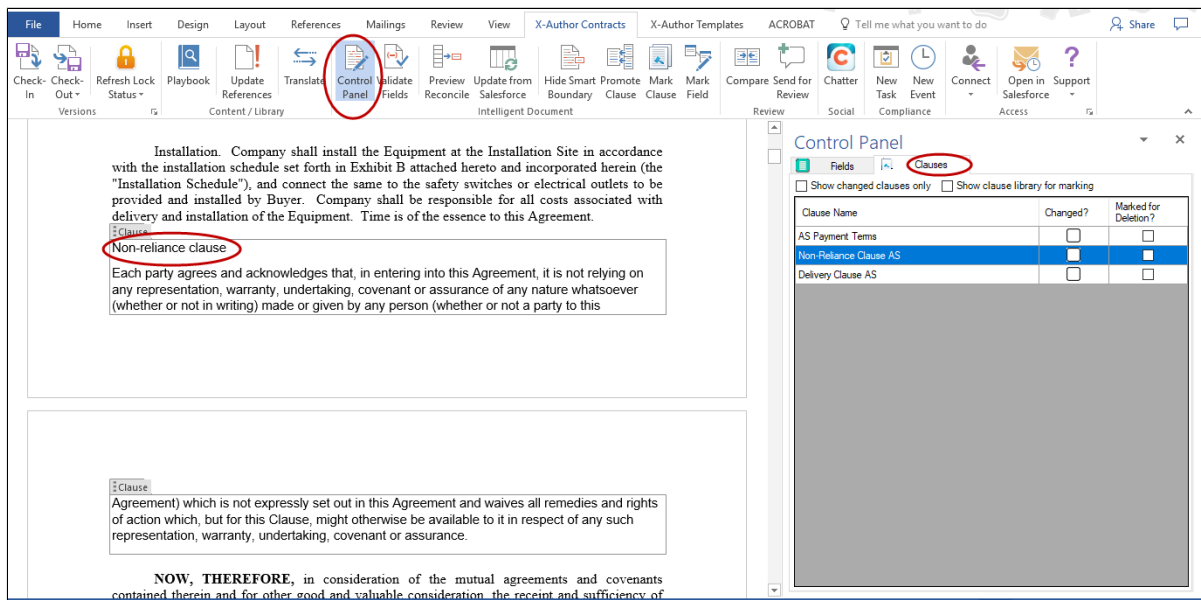 File Home Insert Design Layout References Mailings Review View X-Author Contracts X-Author Templates ACROBAT Tell me what you want to do Share
Check-In
Check-Out
Refresh Lock Status
Playbook
Update References
Translate
Control Panel
Validate Fields
Preview Reconcile
Update from Salesforce
Hide Smart Boundary
Promote Clause
Mark Clause
Mark Field
Compare
Send for Review
Chatter
New Task
New Event
Connect
Open in Salesforce
Support
Versions Content / Library Intelligent Document Review Social Compliance Access
Installation. Company shall install the Equipment at the Installation Site in accordance
with the installation schedule set forth in Exhibit B attached hereto and incorporated herein (the
"Installation Schedule"), and connect the same to the safety switches or electrical outlets to be
provided and installed by Buyer. Company shall be responsible for all costs associated with
delivery and installation of the Equipment. Time is of the essence to this Agreement.
Clause
Non-reliance clause
Each party agrees and acknowledges that, in entering into this Agreement, it is not relying on
any representation, warranty, undertaking, covenant or assurance of any nature whatsoever
(whether or not in writing) made or given by any person (whether or not a party to this
Clause
Agreement) which is not expressly set out in this Agreement and waives all remedies and rights
of action which, but for this Clause, might otherwise be available to it in respect of any such
representation, warranty, undertaking, covenant or assurance.
NOW, THEREFORE, in consideration of the mutual agreements and covenants
contained therein and for other good and valuable consideration, the receipt and sufficiency of
Control Panel
Fields Clauses
Show changed clauses only Show clause library for marking
Clause Name Changed? Marked for Deletion?
AS Payment Terms
Non-Reliance Clause AS
Delivery Clause AS